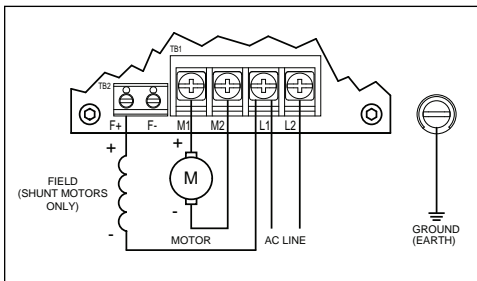 TB1
TB2
F+ F- M1 M2 L1 L2
+ +
FIELD
(SHUNT MOTORS
ONLY)
M
- -
MOTOR AC LINE
GROUND
(EARTH)